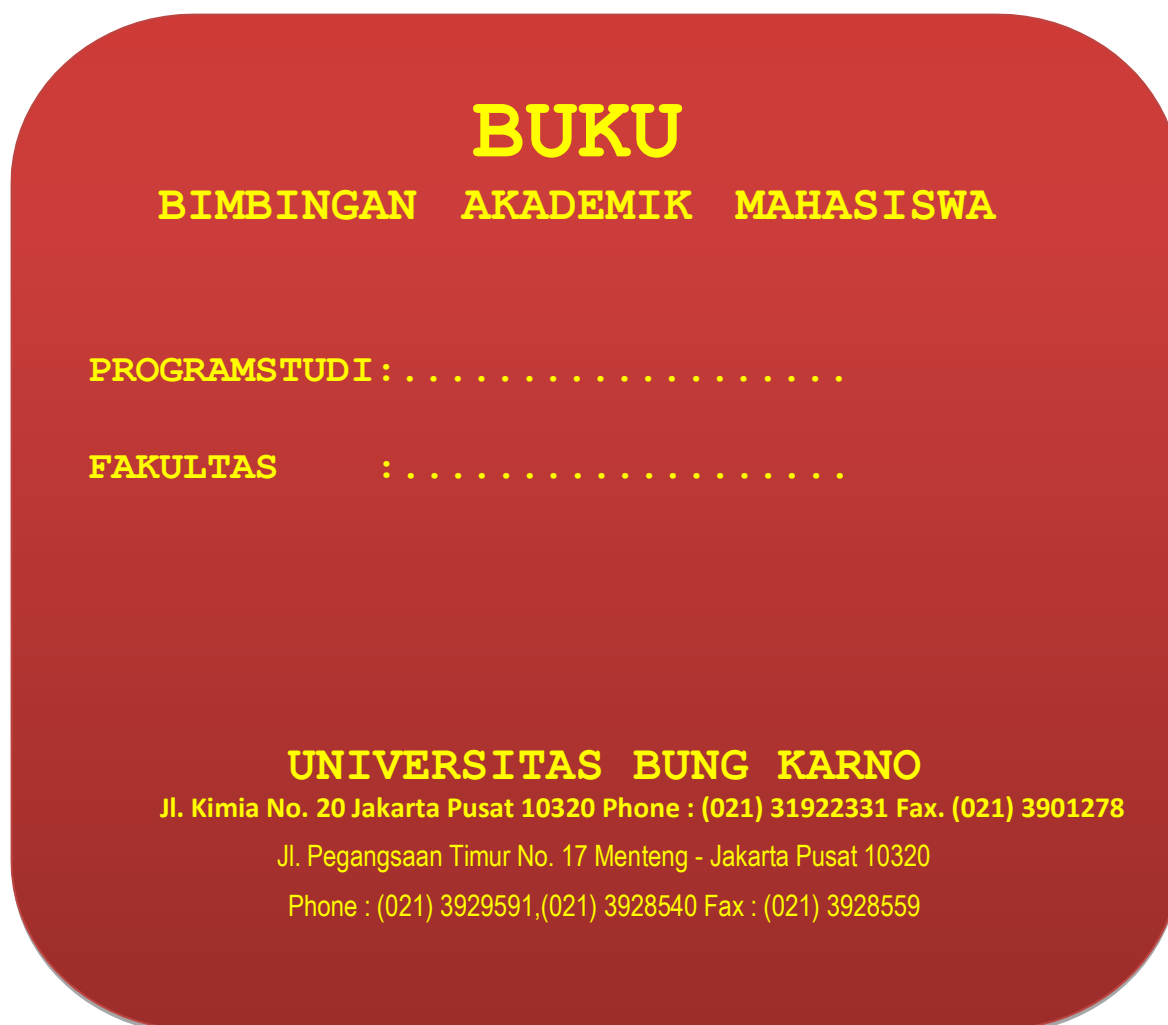 BUKU
BIMBINGAN AKADEMIK MAHASISWA
PROGRAMSTUDI:...................
FAKULTAS :...................
UNIVERSITAS BUNG KARNO
Jl. Kimia No. 20 Jakarta Pusat 10320 Phone : (021) 31922331 Fax. (021) 3901278
Jl. Pegangsaan Timur No. 17 Menteng - Jakarta Pusat 10320
Phone : (021) 3929591,(021) 3928540 Fax : (021) 3928559